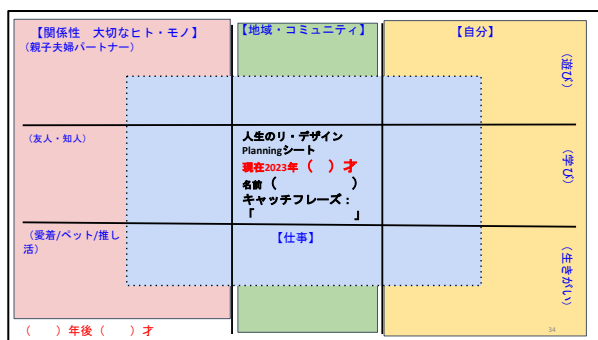 【関係性　大切なヒト・モノ】
（親子夫婦パートナー）
【地域・コミュニティ】
【自分】
（遊び）
（友人・知人）
人生のリ・デザイン
Planningシート
現在2023年（　）才
名前（　　　　　）
キャッチフレーズ：
「　　　　　　　」
（学び）
（愛着/ペット/推し
活）
【仕事】
（生きがい）
（　　）年後（　　）才
34